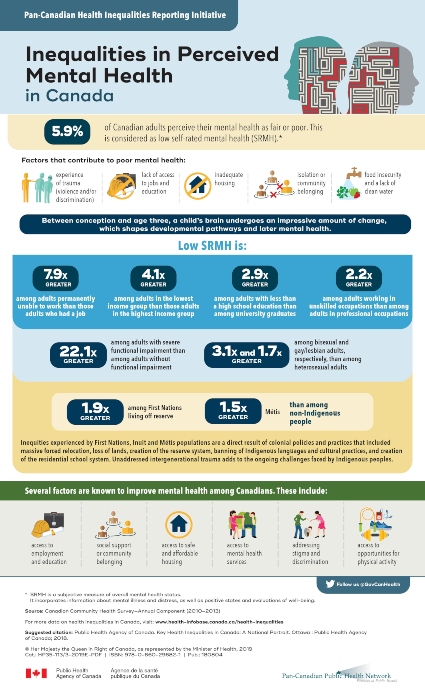 Pan-Canadian Health Inequalities Reporting Initiative
Inequalities in Perceived
Mental Health
in Canada
5.9%
of Canadian adults perceive their mental health as fair or poor. This
is considered as low self-rated mental health (SRMH).*
Factors that contribute to poor mental health:
experience
of trauma
(violence and/or
discrimination)
lack of access
to jobs and
education
inadequate
housing
isolation or
community
belonging
food insecurity
and a lack of
clean water
Between conception and age three, a child's brain undergoes an impressive amount of change,
which shapes developmental pathways and later mental health.
Low SRMH is:
7.9x
GREATER
among adults permanently
unable to work than those
adults who had a job
4.1x
GREATER
among adults in the lowest
income group than those adults
in the highest income group
2.9x
GREATER
among adults with less than
a high school education than
among university graduates
2.2x
GREATER
among adults working in
unskilled occupations than among
adults in professional occupations
22.1x
GREATER
among adults with severe
functional impairment than
among adults without
functional impairment
3.1x and 1.7x
GREATER
among bisexual and
gay/lesbian adults,
respectively, than among
heterosexual adults
1.9x
GREATER
among First Nations
living off reserve
1.5x
GREATER
Métis
than among
non-Indigenous
people
Inequities experienced by First Nations, Inuit and Métis populations are a direct result of colonial policies and practices that included
massive forced relocation, loss of lands, creation of the reserve system, banning of Indigenous languages and cultural practices, and creation
of the residential school system. Unaddressed intergenerational trauma adds to the ongoing challenges faced by Indigenous peoples.
Several factors are known to improve mental health among Canadians. These include:
access to
employment and
education
social support
or community
belonging
access to safe
and affordable
housing
access to
mental health
services
addressing
stigma and
discrimination
access to
opportunities for
physical activity
Follow us @GovCanHealth
* SRMH is a subjective measure of overall mental health status.
It incorporates information about mental illness and distress, as well as positive states and evaluations of well-being.
Source: Canadian Community Health Survey–Annual Component (2010–2013)
For more data on health inequalities in Canada, visit: www.health-infobase.canada.ca/health-inequalities
Suggested citation: Public Health Agency of Canada. Key Health Inequalities in Canada: A National Portrait. Ottawa: Public Health Agency
of Canada; 2018.
© Her Majesty the Queen in Right of Canada, as represented by the Minister of Health, 2019
Public Health
Agency of Canada
Agence de la santé
publique du Canada
Pan-Canadian Public Health Network